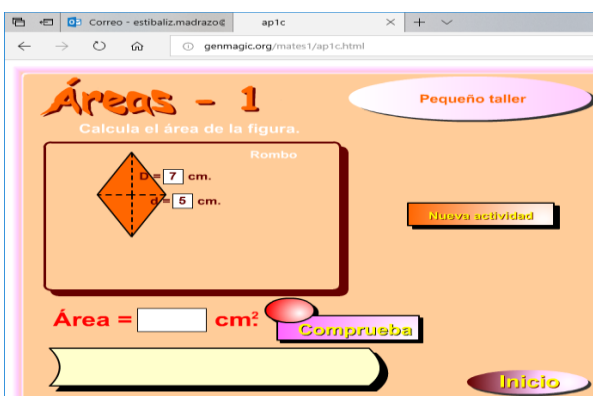 Correo - estibaliz.madrazo@
ap1c
genmagic.org/mates1/ap1c.html
Áreas - 1
Pequeño taller
Calcula el área de la figura.
Rombo
D = 7 cm.
d = 5 cm.
Nueva actividad
Área = cm².
Comprueba
Inicio